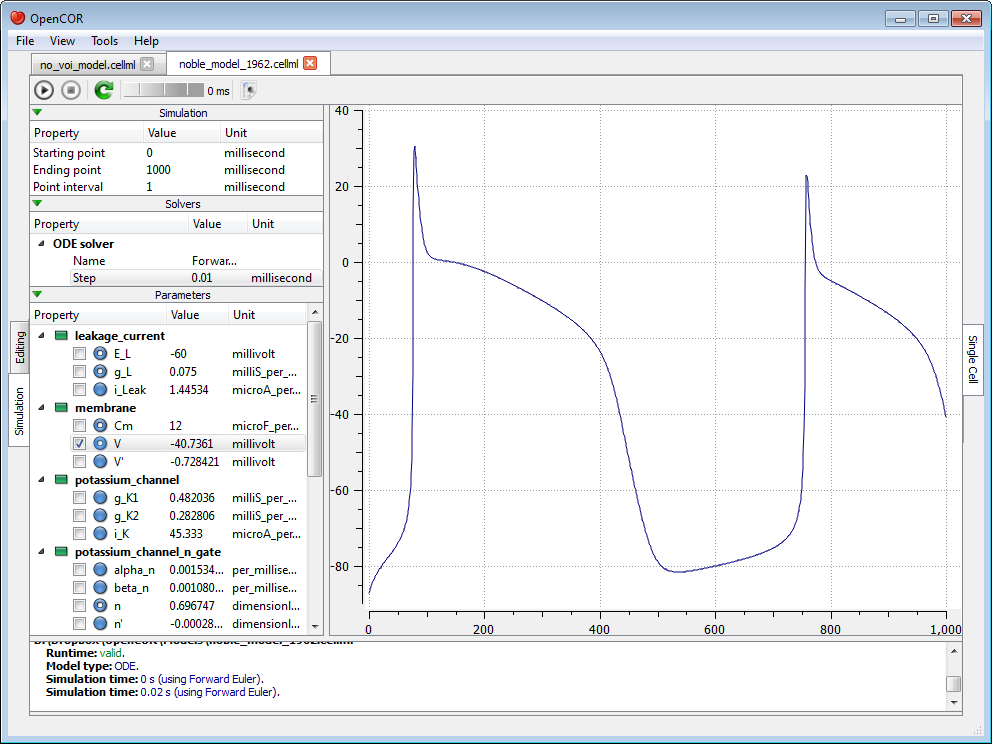 OpenCOR
File View Tools Help
no_voi_model.cellml noble_model_1962.cellml
0 ms
Simulation
Property Value Unit
Starting point 0 millisecond
Ending point 1000 millisecond
Point interval 1 millisecond
Solvers
Property Value Unit
ODE solver
Name Forwar...
Step 0.01 millisecond
Parameters
Property Value Unit
leakage_current
E_L -60 millivolt
g_L 0.075 milliS_per_...
i_Leak 1.44534 microA_per...
membrane
Cm 12 microF_per...
V -40.7361 millivolt
V' -0.728421 millivolt
potassium_channel
g_K1 0.482036 milliS_per_...
g_K2 0.282806 milliS_per_...
i_K 45.333 microA_per...
potassium_channel_n_gate
alpha_n 0.001534... per_millise...
beta_n 0.001080... per_millise...
n 0.696747 dimensionl...
n' -0.00028... dimensionl...
Editing
Simulation
40
20
0
-20
-40
-60
-80
0 200 400 600 800 1,000
Single Cell
Runtime: valid.
Model type: ODE.
Simulation time: 0 s (using Forward Euler).
Simulation time: 0.02 s (using Forward Euler).